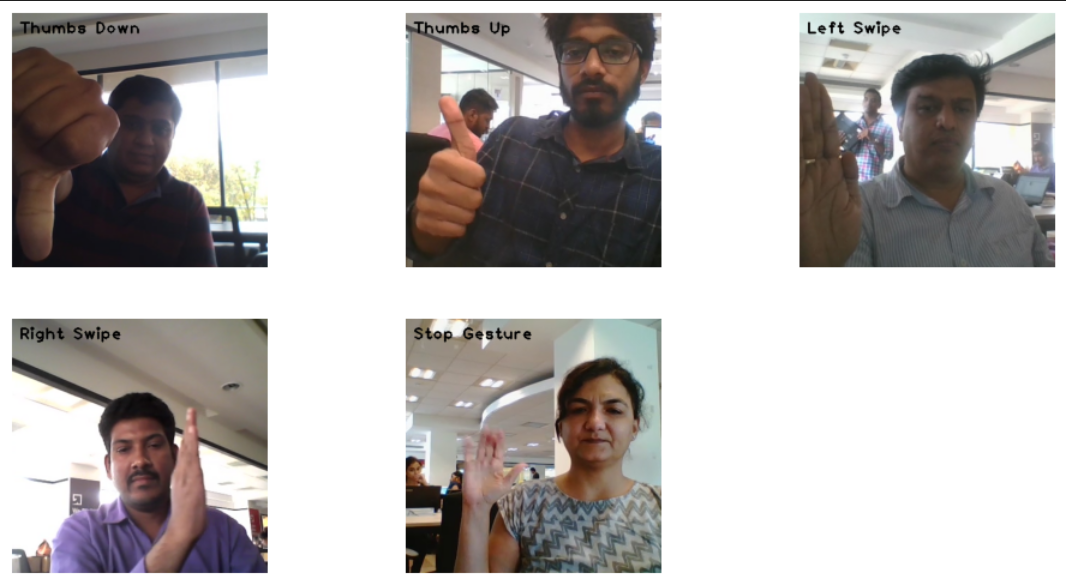 Thumbs Down
Thumbs Up
Left Swipe
Right Swipe
Stop Gesture